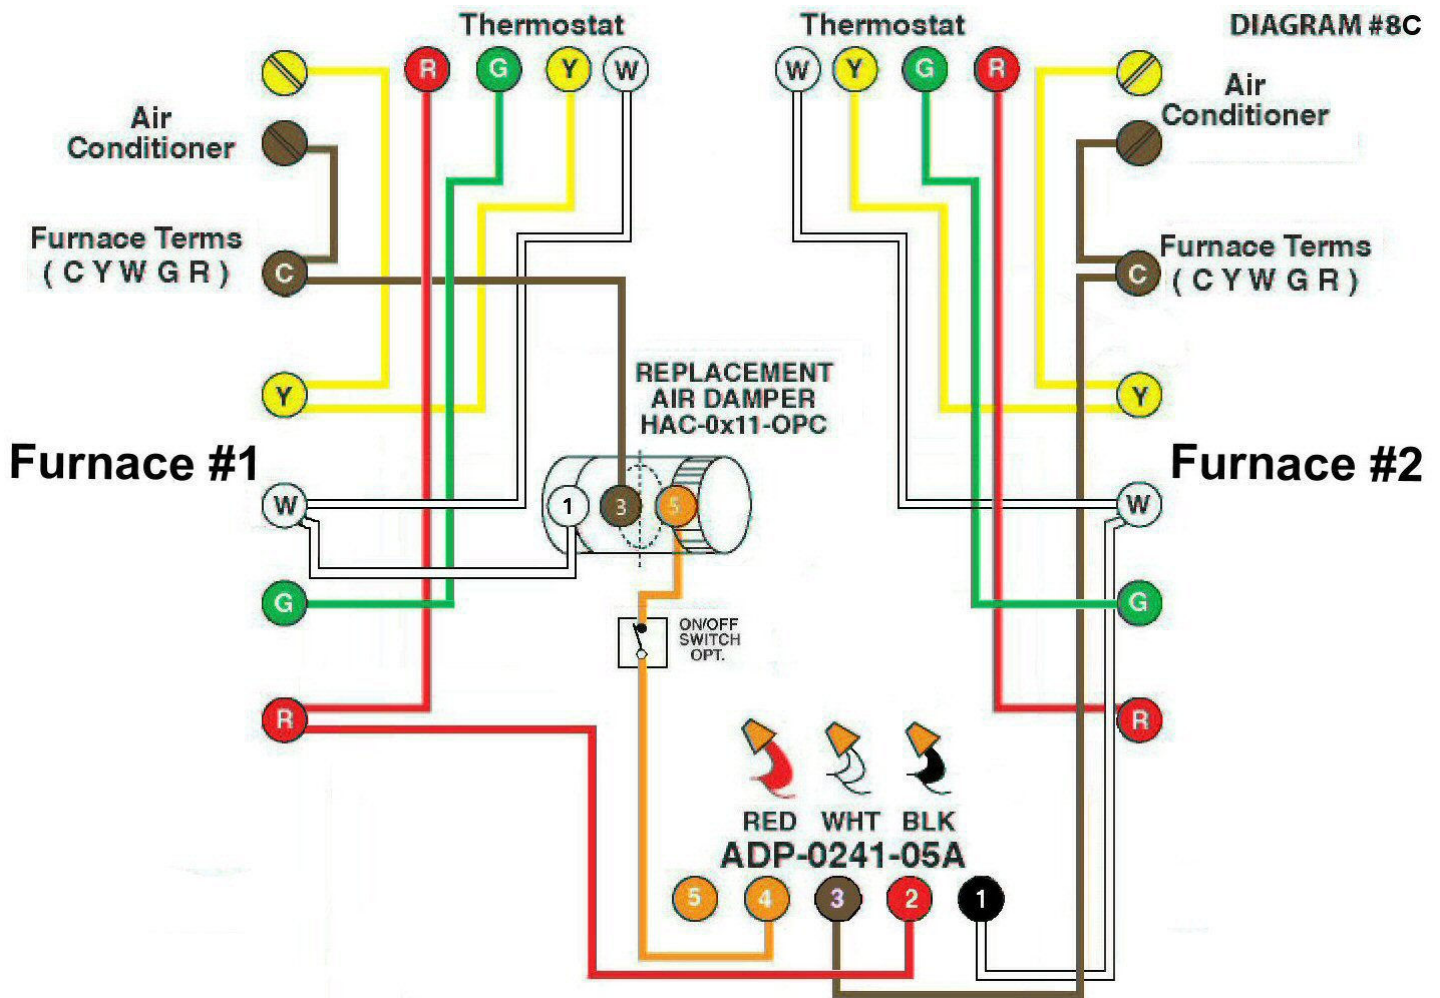 Thermostat
Thermostat
DIAGRAM #8C
R
G
Y
W
W
Y
G
R
Air
Conditioner
Air
Conditioner
Furnace Terms
( C Y W G R )
C
Furnace Terms
( C Y W G R )
C
REPLACEMENT
AIR DAMPER
HAC-0x11-OPC
Y
Y
Furnace #1
Furnace #2
W
1
3
5
W
G
G
ON/OFF
SWITCH
OPT.
R
R
RED WHT BLK
ADP-0241-05A
5
4
3
2
1